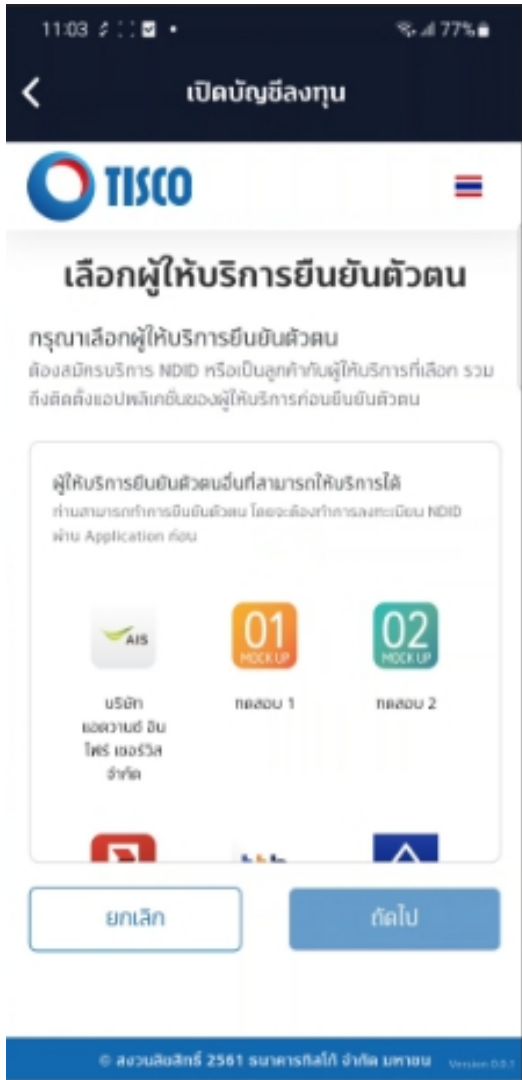 11:03
77%
เปิดบัญชีลงทุน
TISCO
เลือกผู้ให้บริการยืนยันตัวตน
กรุณาเลือกผู้ให้บริการยืนยันตัวตน
ต้องสมัครบริการ NDID หรือเป็นลูกค้ากับผู้ให้บริการที่เลือก รวม
ถึงติดตั้งแอปพลิเคชั่นของผู้ให้บริการก่อนยืนยันตัวตน
ผู้ให้บริการยืนยันตัวตนอื่นที่สามารถให้บริการได้
ท่านสามารถทำการยืนยันตัวตน โดยจะต้องทำการลงทะเบียน NDID
ผ่าน Application ก่อน
AIS
01
MOCK UP
02
MOCK UP
บริษัท
แอดวานซ์ อิน
โฟร์ เซอร์วิส
จำกัด
ทดสอบ 1
ทดสอบ 2
ยกเลิก
ถัดไป
© สงวนลิขสิทธิ์ 2561 ธนาคารทิสโก้ จำกัด มหาชน
Version 0.0.1